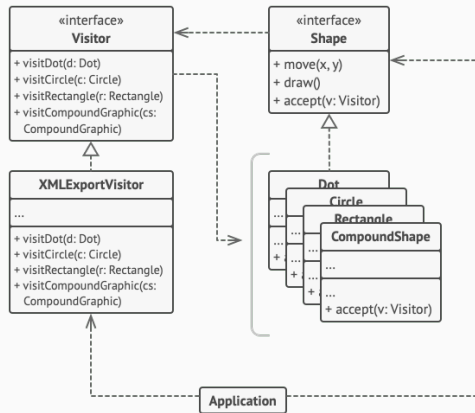 «interface»
Visitor
+ visitDot(d: Dot)
+ visitCircle(c: Circle)
+ visitRectangle(r: Rectangle)
+ visitCompoundGraphic(cs:
CompoundGraphic)
«interface»
Shape
+ move(x, y)
+ draw()
+ accept(v: Visitor)
XMLExportVisitor
...
+ visitDot(d: Dot)
+ visitCircle(c: Circle)
+ visitRectangle(r: Rectangle)
+ visitCompoundGraphic(cs:
CompoundGraphic)
Dot
...
...
+
Circle
...
...
+
Rectangle
...
...
+
CompoundShape
...
...
+ accept(v: Visitor)
Application